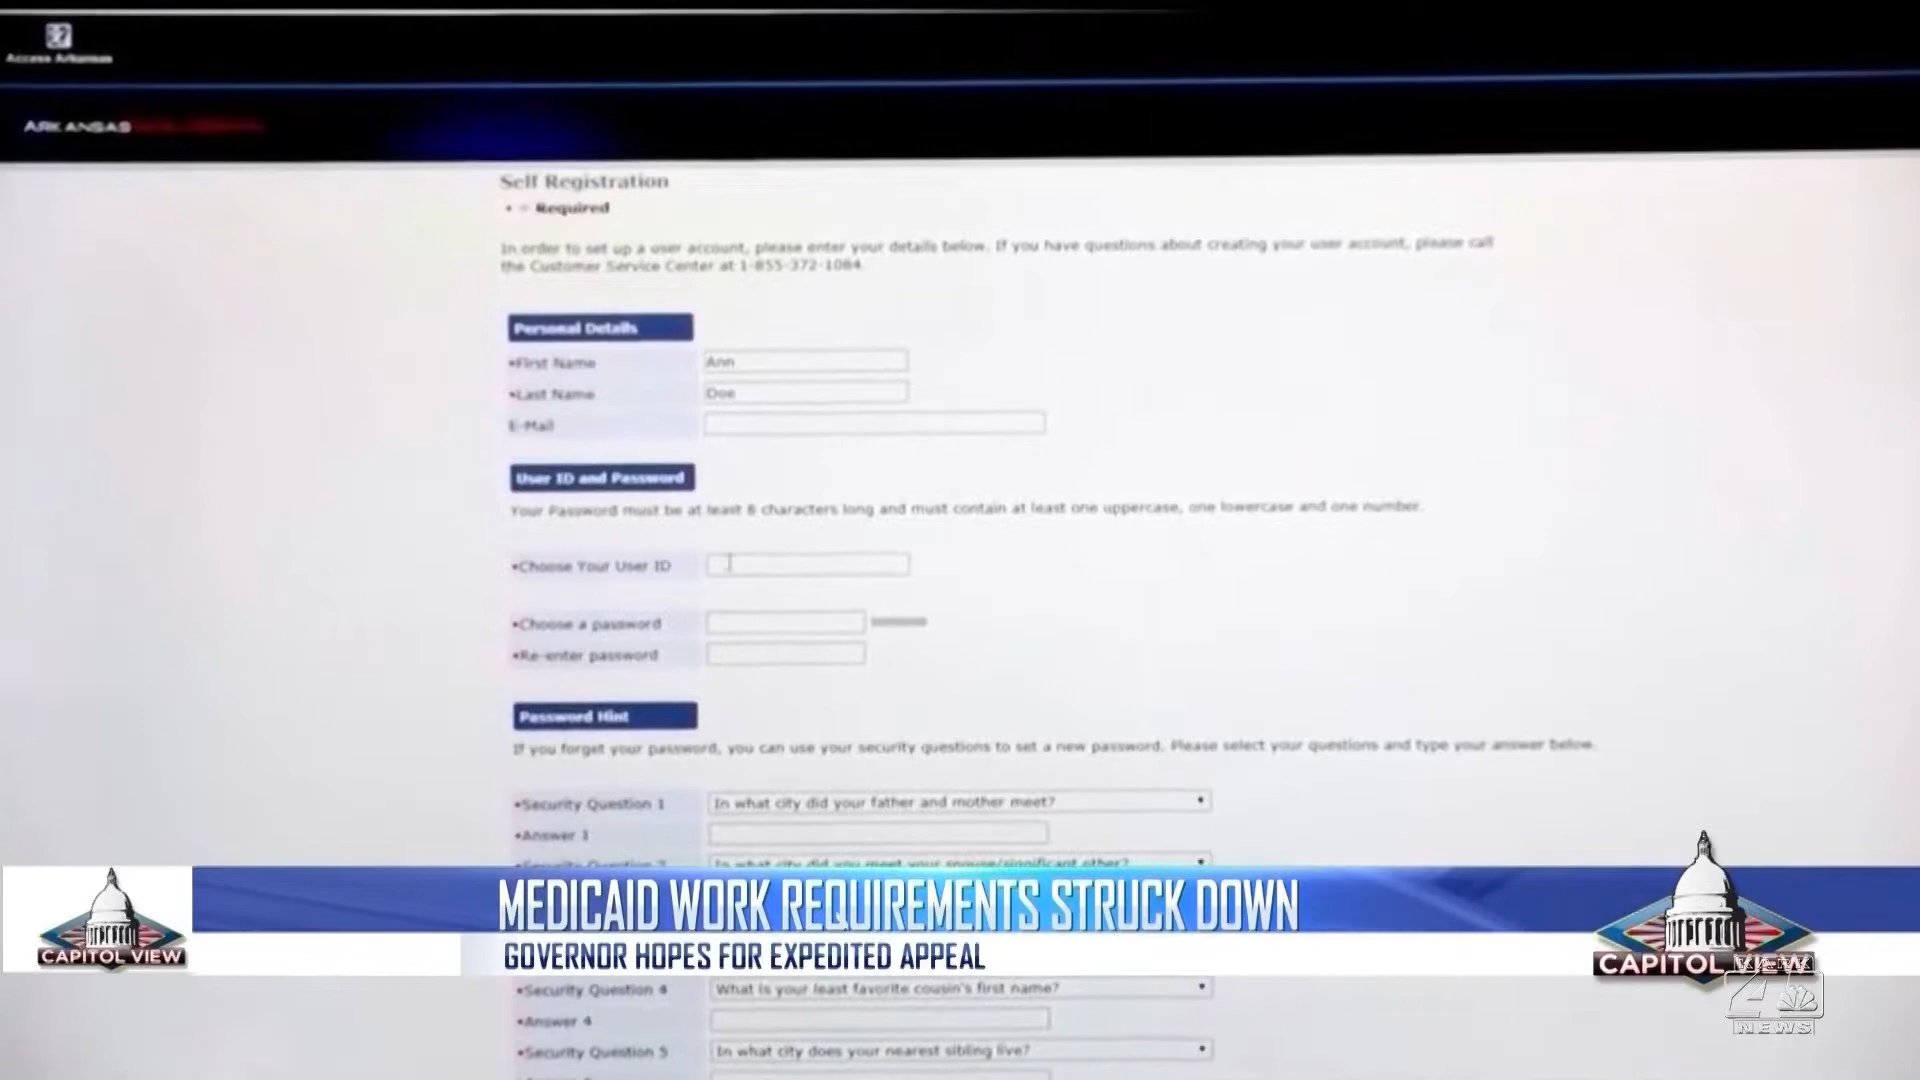 Access Arkansas
ARKANSAS
Self Registration
* = Required
In order to set up a user account, please enter your details below. If you have questions about creating your user account, please call
the Customer Service Center at 1-855-372-1084.
Personal Details
*First Name
Ann
*Last Name
Doe
E-Mail
User ID and Password
Your Password must be at least 8 characters long and must contain at least one uppercase, one lowercase and one number.
*Choose Your User ID
*Choose a password
*Re-enter password
Password Hint
If you forget your password, you can use your security questions to set a new password. Please select your questions and type your answer below.
*Security Question 1
In what city did your father and mother meet?
*Answer 1
*Security Question 2
In what city did you meet your spouse/significant other?
MEDICAID WORK REQUIREMENTS STRUCK DOWN
GOVERNOR HOPES FOR EXPEDITED APPEAL
CAPITOL VIEW
CAPITOL VIEW
KARK
4
NEWS
*Security Question 4
What is your least favorite cousin's first name?
*Answer 4
*Security Question 5
In what city does your nearest sibling live?